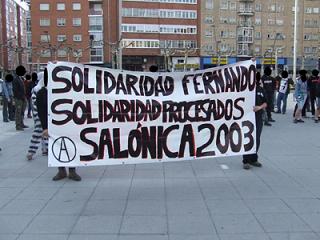 SOLIDARIDAD FERNANDO
SOLIDARIDAD PROCESADOS
SALÓNICA 2003